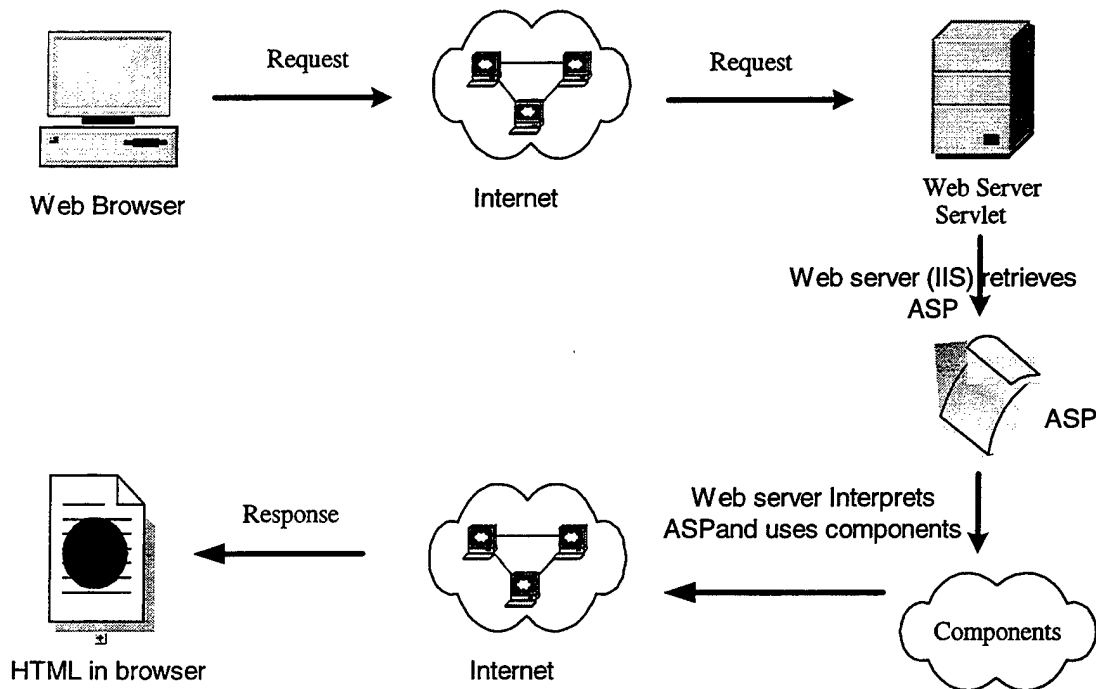 Request
Request
Web Browser
Internet
Web Server
Servlet
Web server (IIS) retrieves
ASP
ASP
Web server Interprets
ASPand uses components
Response
Components
HTML in browser
Internet